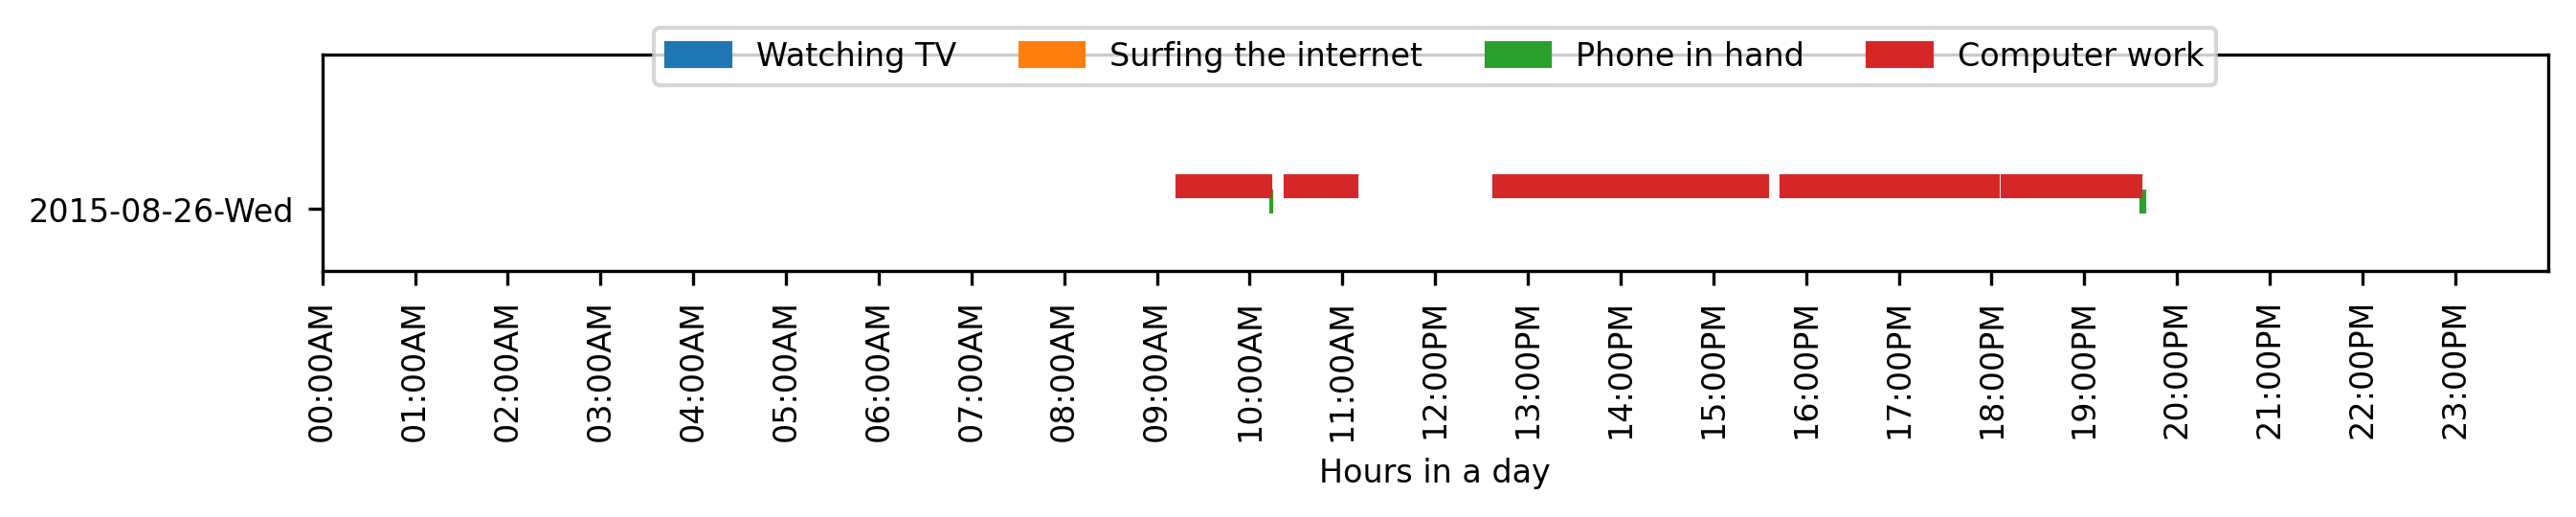 Watching TV Surfing the internet Phone in hand Computer work
2015-08-26-Wed
00:00AM
01:00AM
02:00AM
03:00AM
04:00AM
05:00AM
06:00AM
07:00AM
08:00AM
09:00AM
10:00AM
11:00AM
12:00PM
13:00PM
14:00PM
15:00PM
16:00PM
17:00PM
18:00PM
19:00PM
20:00PM
21:00PM
22:00PM
23:00PM
Hours in a day